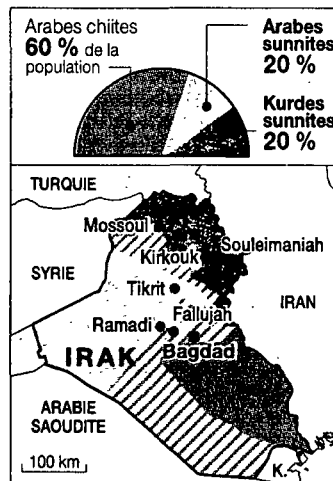 Arabes chiites
60 % de la
population
Arabes
sunnites
20 %
Kurdes
sunnites
20 %
TURQUIE
Mossoul
Souleimaniah
Kirkouk
SYRIE
Tikrit
IRAN
Fallujah
Ramadi
Bagdad
IRAK
ARABIE
SAOUDITE
K.
100 km